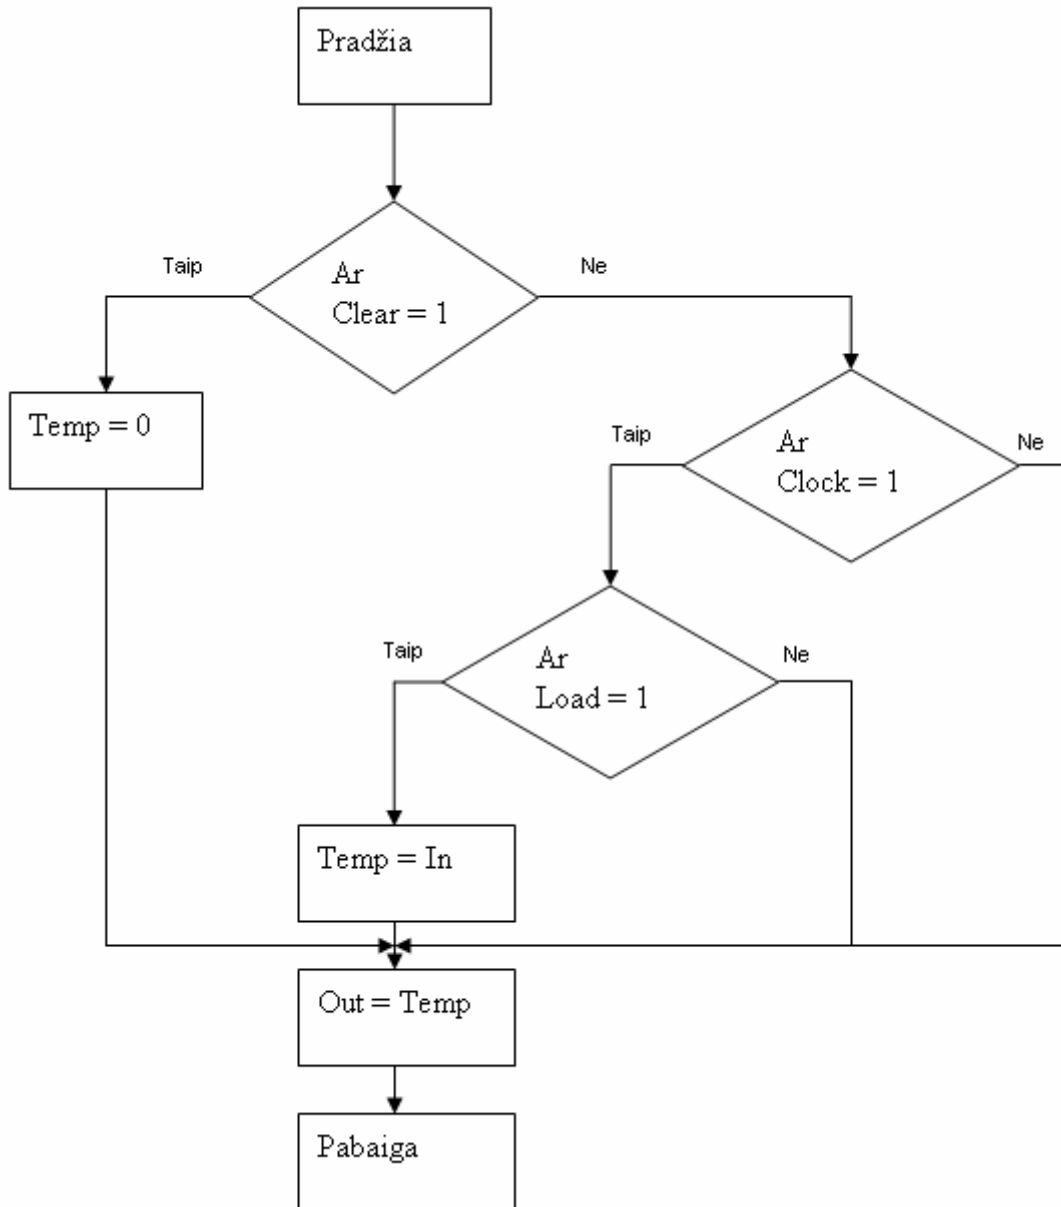 Pradžia
Taip
Ne
Ar
Clear = 1
Temp = 0
Taip
Ne
Ar
Clock = 1
Taip
Ne
Ar
Load = 1
Temp = In
Out = Temp
Pabaiga